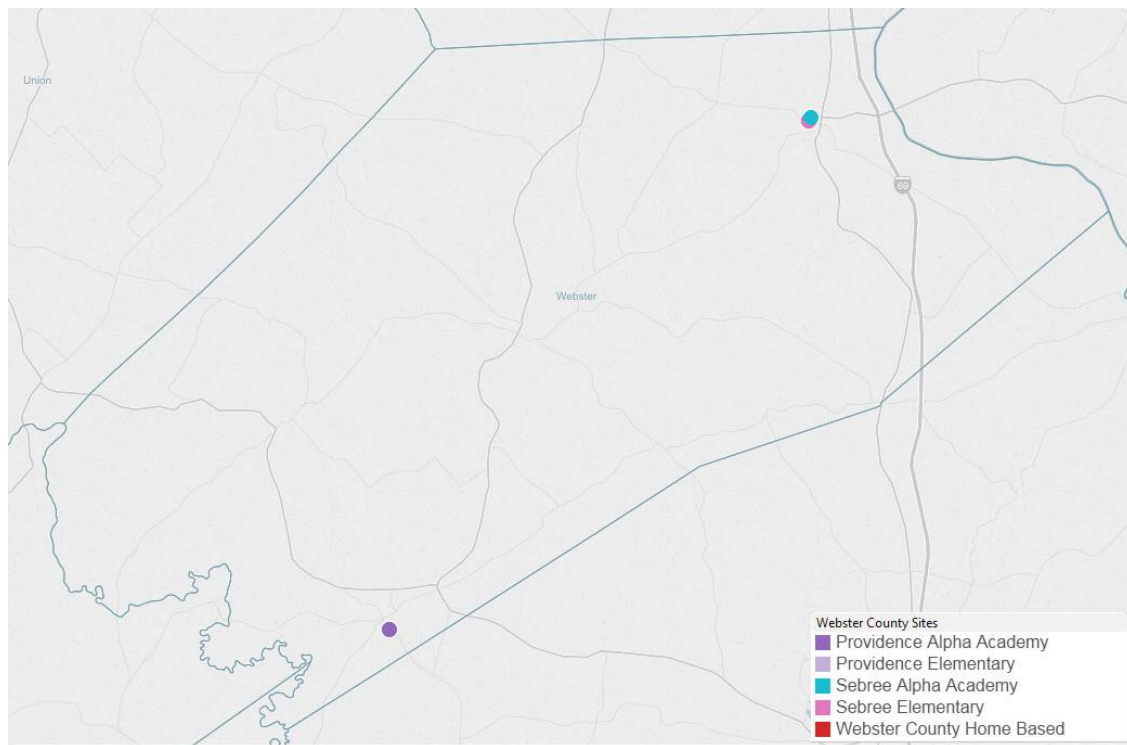 Union
69
Webster
Webster County Sites
Providence Alpha Academy
Providence Elementary
Sebree Alpha Academy
Sebree Elementary
Webster County Home Based